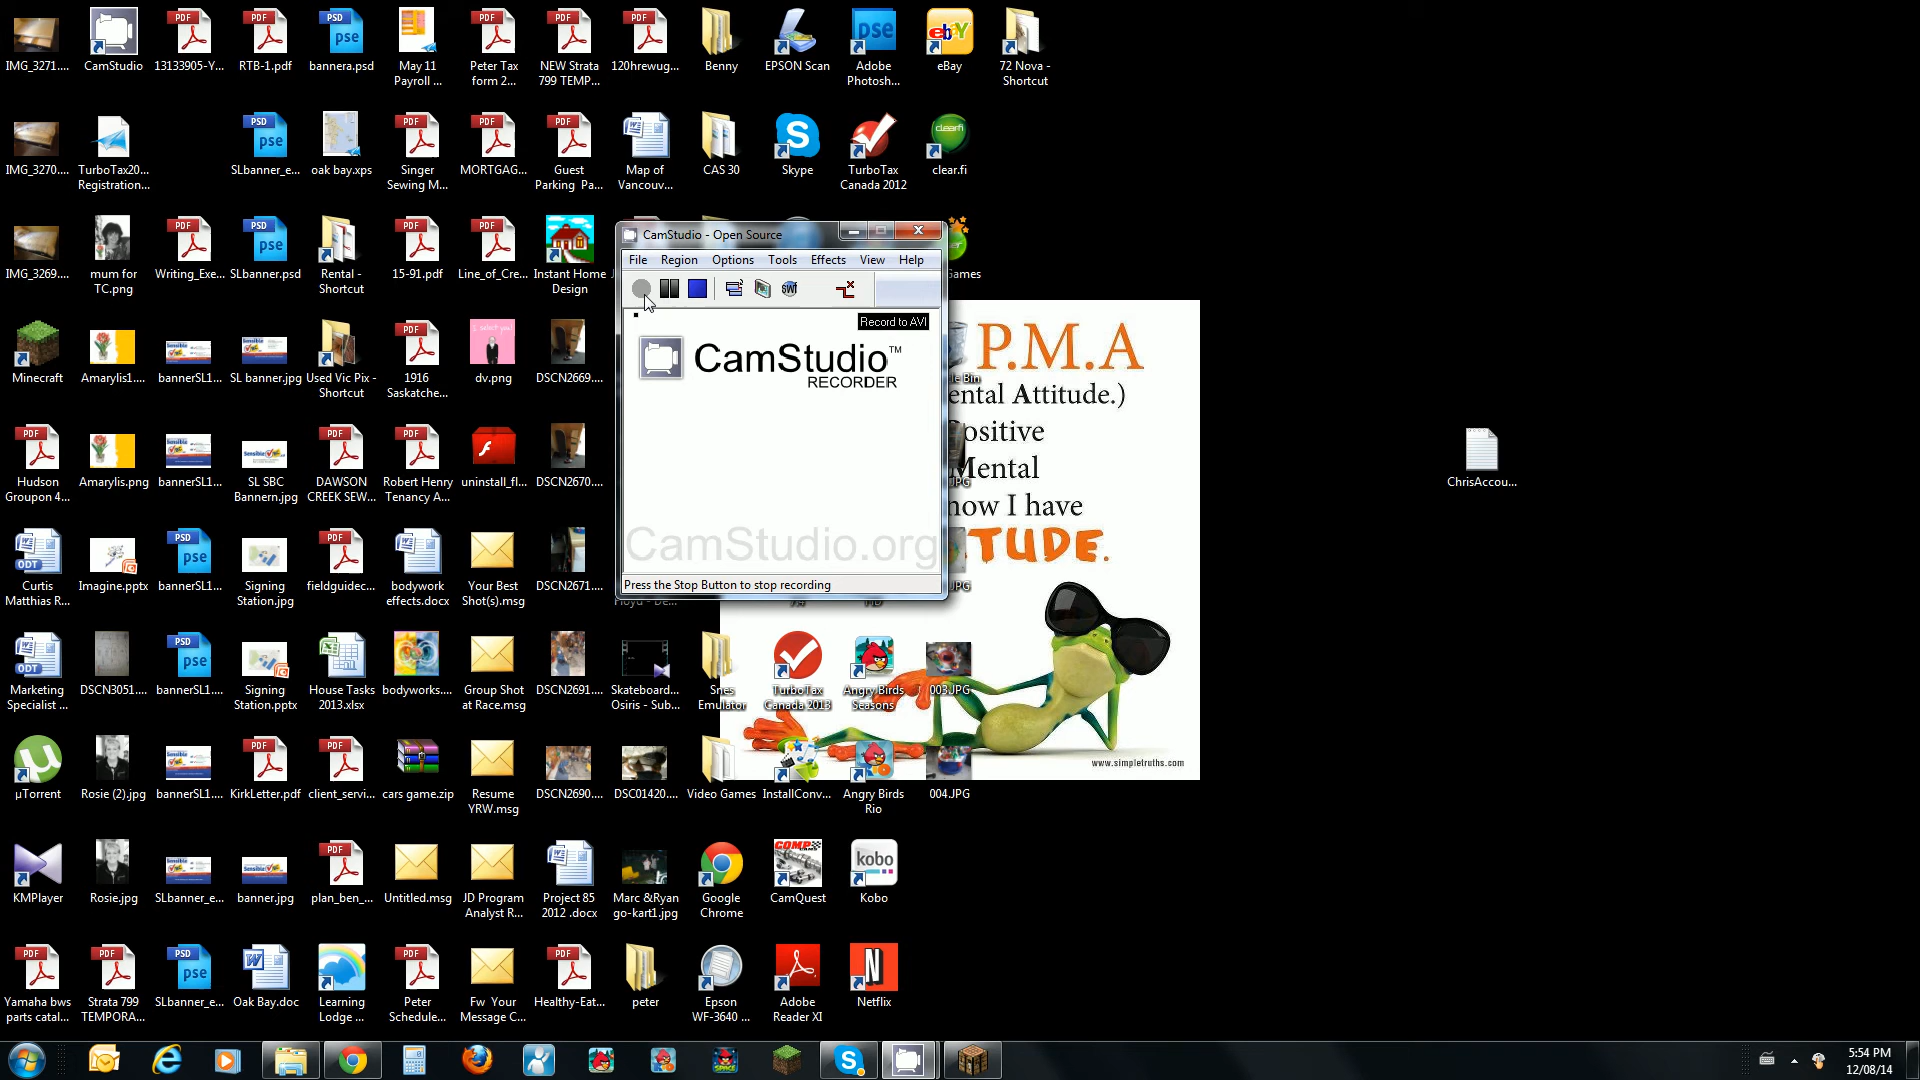 IMG_3271....
CamStudio
13133905-Y...
RTB-1.pdf
bannera.psd
May 11
Payroll ...
Peter Tax
form 2...
NEW Strata
799 TEMP...
120hrewug...
Benny
EPSON Scan
Adobe
Photosh...
eBay
72 Nova -
Shortcut
IMG_3270....
TurboTax20...
Registration...
SLbanner_e...
oak bay.xps
Singer
Sewing M...
MORTGAG...
Guest
Parking Pa...
Map of
Vancouv...
CAS 30
Skype
TurboTax
Canada 2012
clear.fi
IMG_3269....
mum for
TC.png
Writing_Exe...
SLbanner.psd
Rental -
Shortcut
15-91.pdf
Line_of_Cre...
Instant Home
Design
Games
CamStudio - Open Source
File Region Options Tools Effects View Help
Record to AVI
CamStudio™
RECORDER
CamStudio.org
Press the Stop Button to stop recording
P.M.A
ental Attitude.)
ositive
Mental
now I have
TUDE.
www.simpletruths.com
Minecraft
Amarylis1....
bannerSL1...
SL banner.jpg
Used Vic Pix -
Shortcut
1916
Saskatche...
dv.png
DSCN2669....
le Bin
Hudson
Groupon 4...
Amarylis.png
bannerSL1...
SL SBC
Bannern.jpg
DAWSON
CREEK SEW...
Robert Henry
Tenancy A...
uninstall_fl...
DSCN2670....
.JPG
ChrisAccou...
Curtis
Matthias R...
Imagine.pptx
bannerSL1...
Signing
Station.jpg
fieldguidec...
bodywork
effects.docx
Your Best
Shot(s).msg
DSCN2671....
.JPG
Marketing
Specialist ...
DSCN3051....
bannerSL1...
Signing
Station.pptx
House Tasks
2013.xlsx
bodyworks....
Group Shot
at Race.msg
DSCN2691....
Skateboard...
Osiris - Sub...
Snes
Emulator
TurboTax
Canada 2013
Angry Birds
Seasons
003.JPG
µTorrent
Rosie (2).jpg
bannerSL1...
KirkLetter.pdf
client_servi...
cars game.zip
Resume
YRW.msg
DSCN2690....
DSC01420....
Video Games
InstallConv...
Angry Birds
Rio
004.JPG
KMPlayer
Rosie.jpg
SLbanner_e...
banner.jpg
plan_ben_...
Untitled.msg
JD Program
Analyst R...
Project 85
2012 .docx
Marc &Ryan
go-kart1.jpg
Google
Chrome
CamQuest
Kobo
Yamaha bws
parts catal...
Strata 799
TEMPORA...
SLbanner_e...
Oak Bay.doc
Learning
Lodge ...
Peter
Schedule...
Fw Your
Message C...
Healthy-Eat...
peter
Epson
WF-3640 ...
Adobe
Reader XI
Netflix
5:54 PM
12/08/14